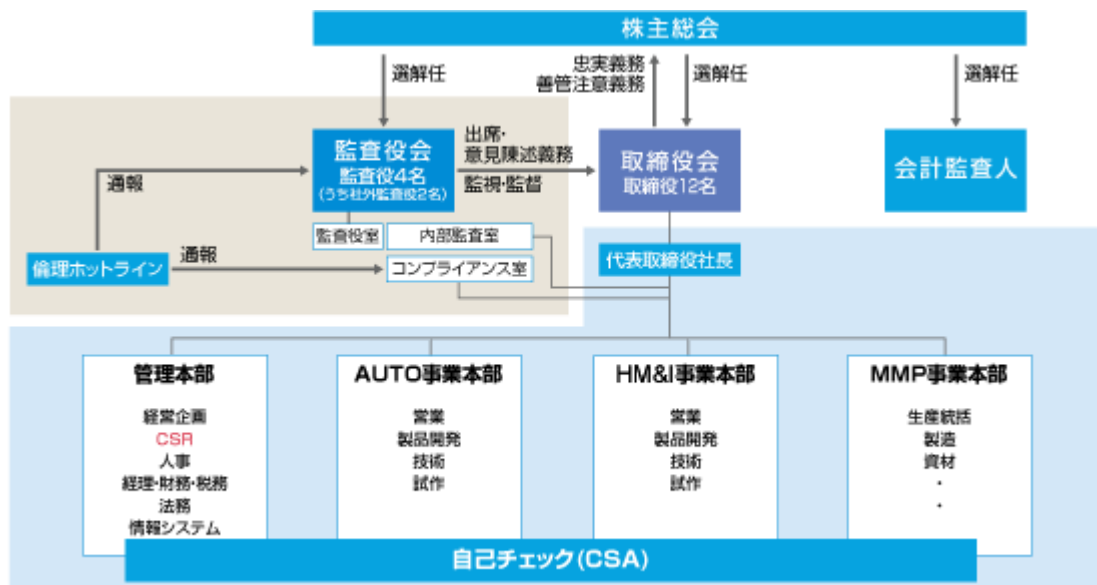 株主総会
選解任
忠実義務
善管注意義務
選解任
選解任
監査役会
監査役4名
(うち社外監査役2名)
出席・
意見陳述義務
監視・監督
取締役会
取締役12名
会計監査人
通報
監査役室
内部監査室
倫理ホットライン
通報
コンプライアンス室
代表取締役社長
管理本部
経営企画
CSR
人事
経理・財務・税務
法務
情報システム
AUTO事業本部
営業
製品開発
技術
試作
HM&I事業本部
営業
製品開発
技術
試作
MMP事業本部
生産統括
製造
資材
・
・
自己チェック(CSA)